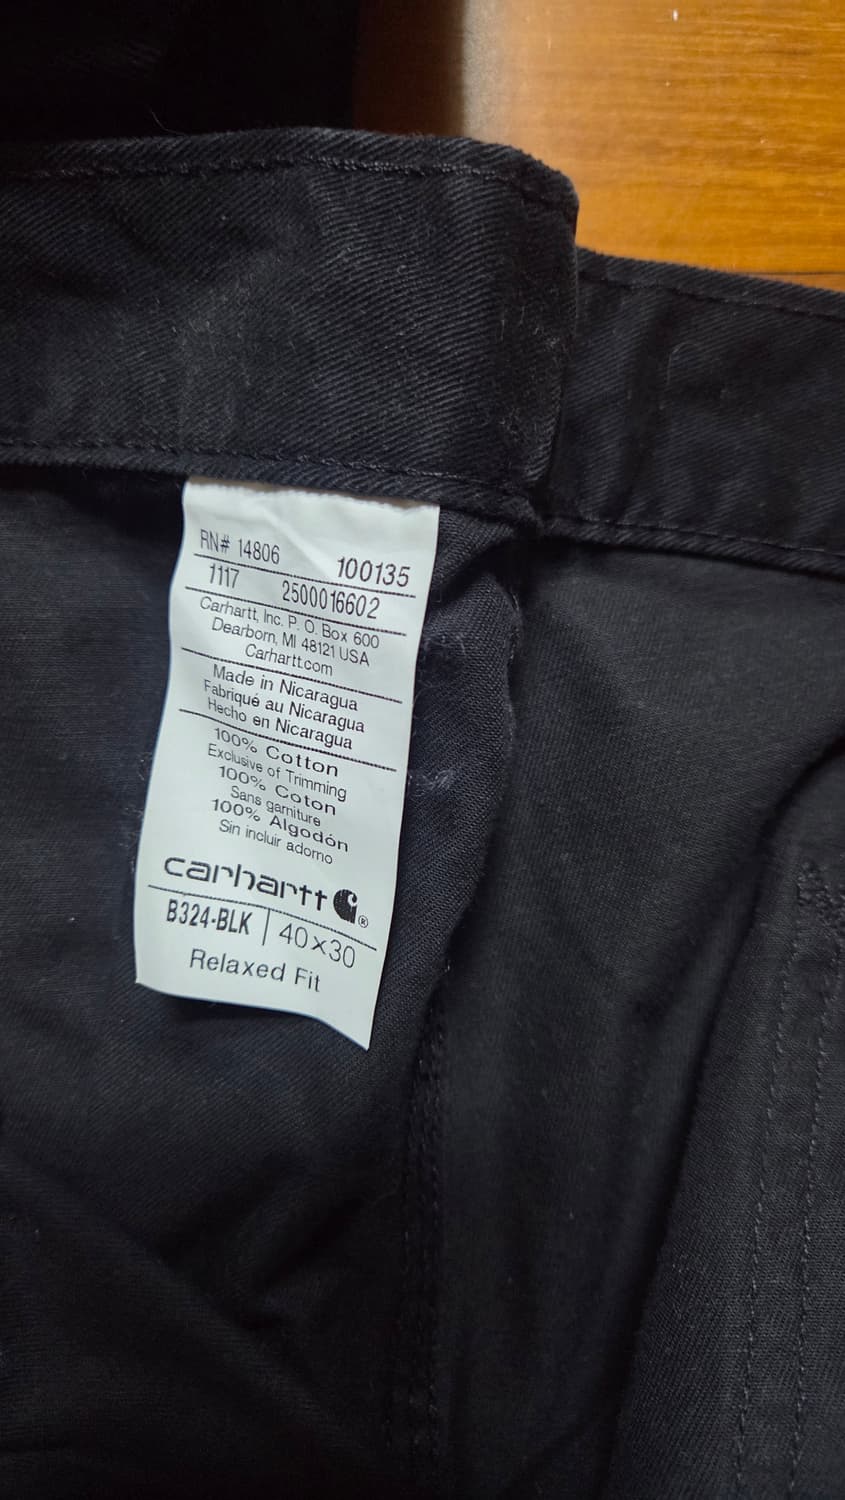 RN# 14806 100135
1117 2500016602
Carhartt, Inc. P. O. Box 600
Dearborn, MI 48121 USA
Carhartt.com
Made in Nicaragua
Fabriqué au Nicaragua
Hecho en Nicaragua
100% Cotton
Exclusive of Trimming
100% Coton
Sans garniture
100% Algodón
Sin incluir adorno
carhartt ®
B324-BLK | 40x30
Relaxed Fit